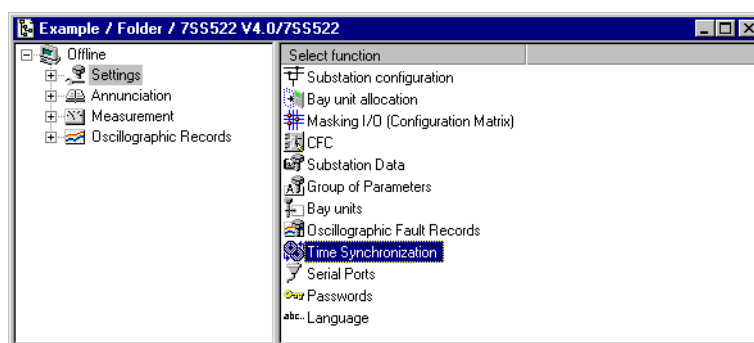 Example / Folder / 7SS522 V4.0/7SS522
Offline
Settings
Annunciation
Measurement
Oscillographic Records
Select function
Substation configuration
Bay unit allocation
Masking I/O (Configuration Matrix)
CFC
Substation Data
Group of Parameters
Bay units
Oscillographic Fault Records
Time Synchronization
Serial Ports
Passwords
abc.. Language